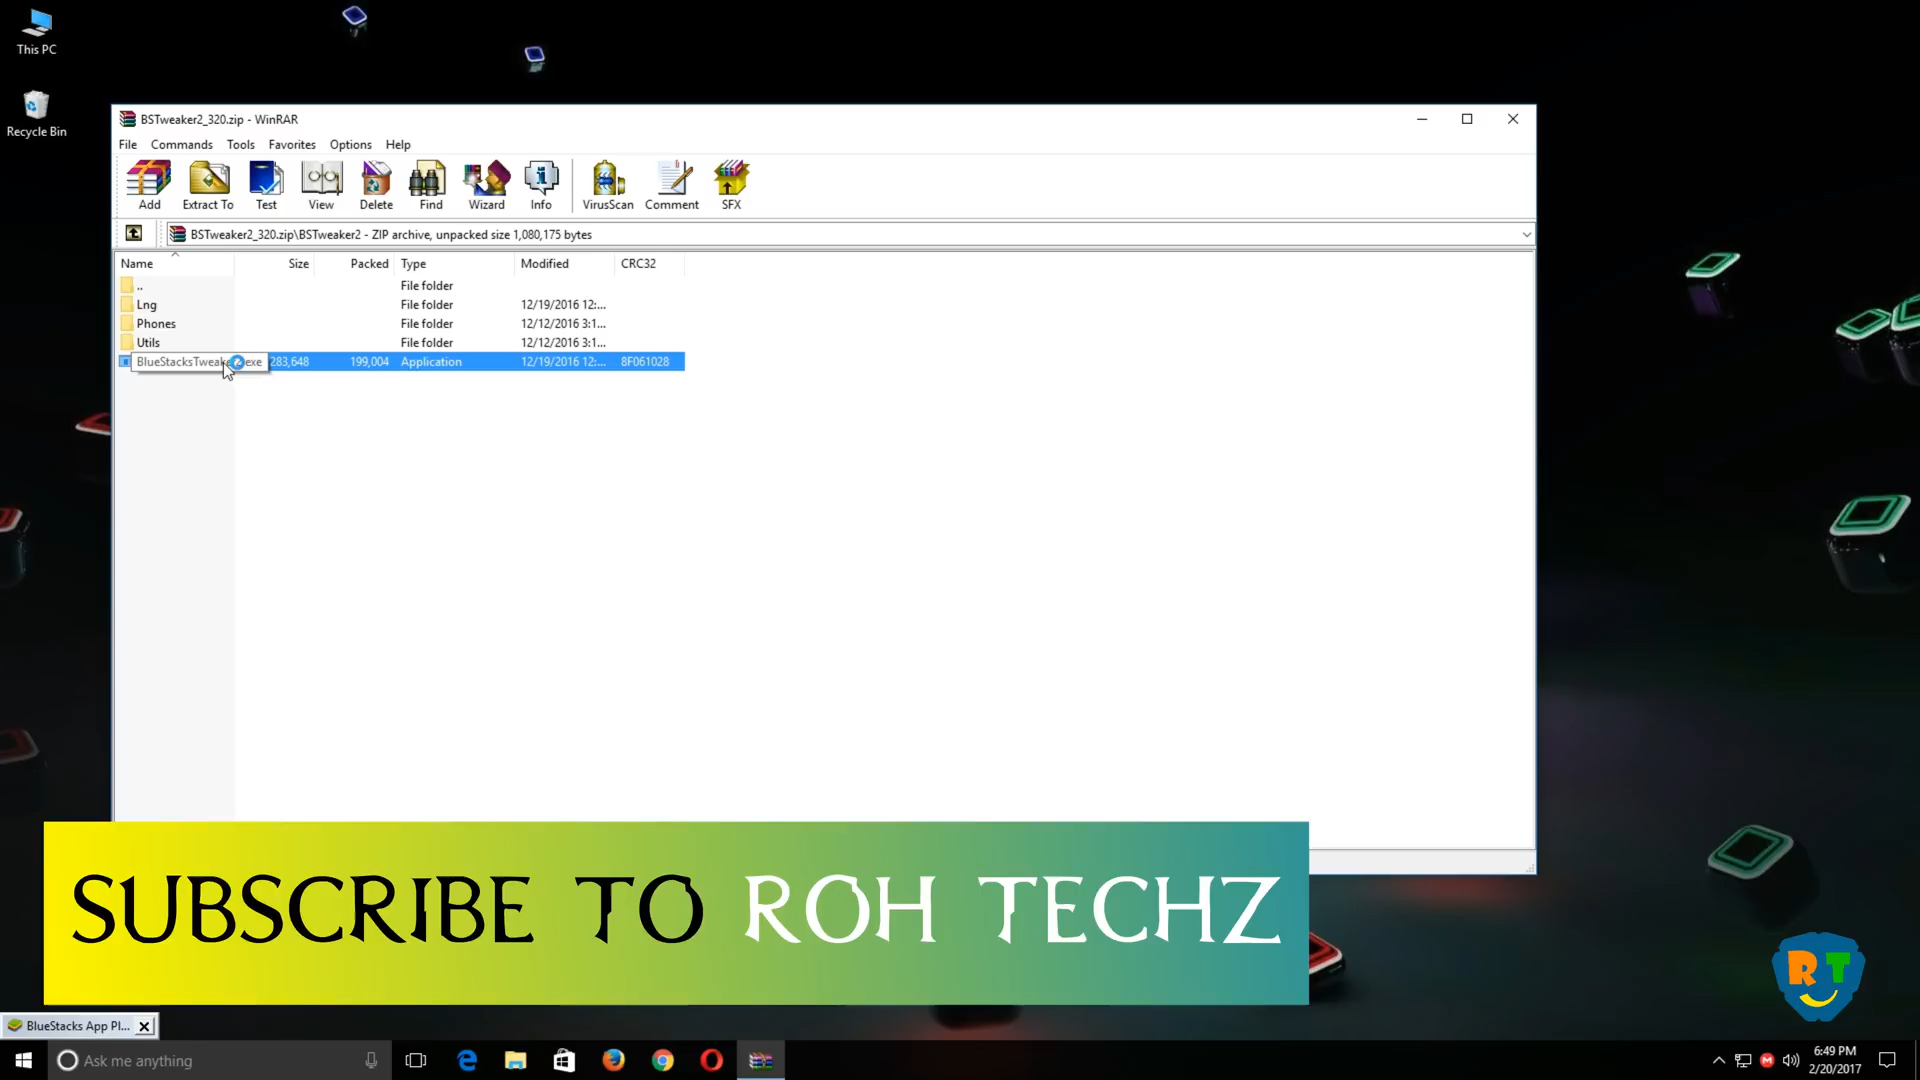 This PC
Recycle Bin
BSTweaker2_320.zip - WinRAR
File Commands Tools Favorites Options Help
Add Extract To Test View Delete Find Wizard Info VirusScan Comment SFX
BSTweaker2_320.zip\BSTweaker2 - ZIP archive, unpacked size 1,080,175 bytes
Name Size Packed Type Modified CRC32
.. File folder
Lng File folder 12/19/2016 12:...
Phones File folder 12/12/2016 3:1...
Utils File folder 12/12/2016 3:1...
283,648 199,004 Application 12/19/2016 12:... 8F061028
SUBSCRIBE TO ROH TECHZ
RT
BlueStacks App Pl...
Ask me anything
6:49 PM
2/20/2017